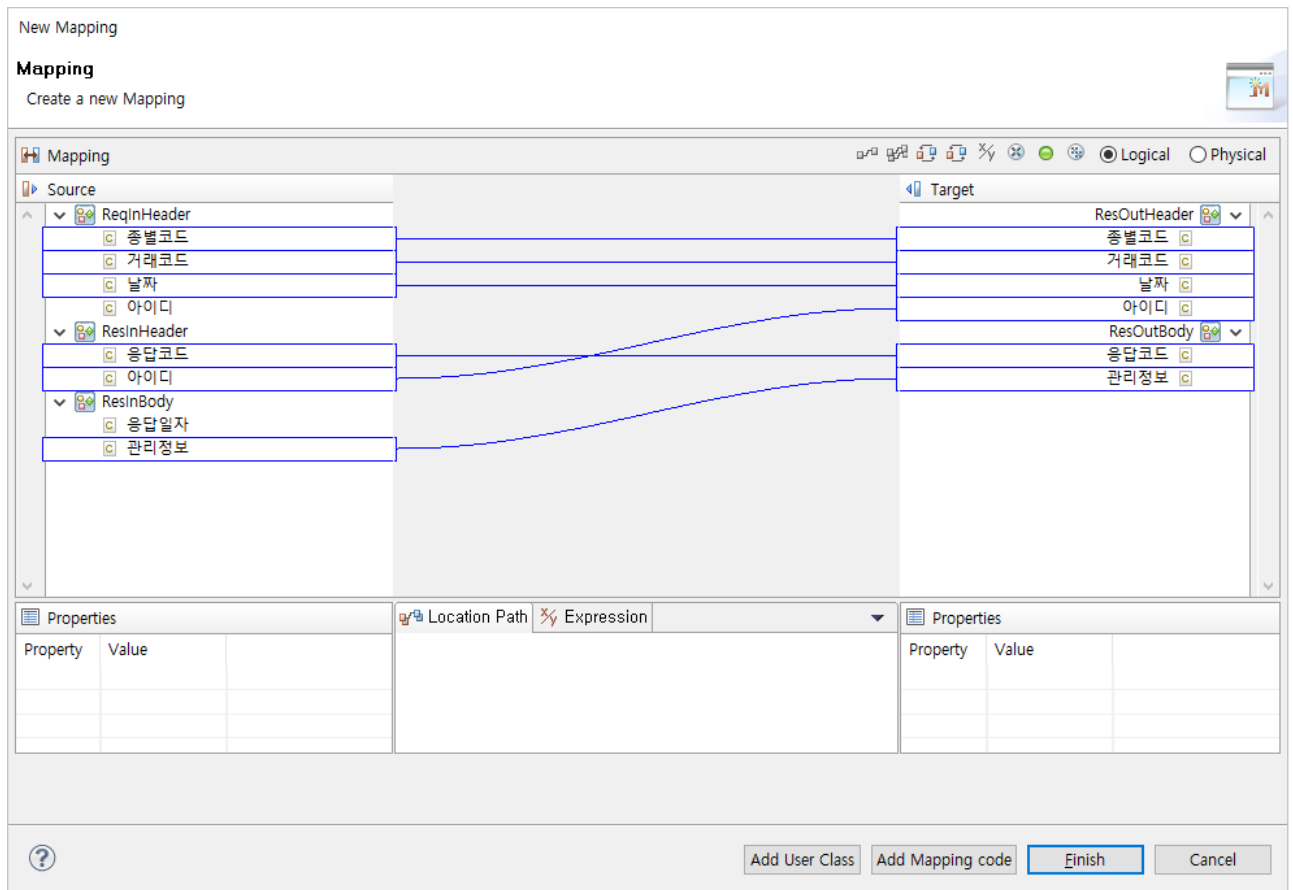 New Mapping
Mapping
Create a new Mapping
Mapping
Logical Physical
Source
Target
ReqInHeader
ResOutHeader
종별코드
종별코드
거래코드
거래코드
날짜
날짜
아이디
아이디
ResInHeader
ResOutBody
응답코드
응답코드
아이디
관리정보
ResInBody
응답일자
관리정보
Properties
Location Path
Expression
Properties
Property Value
Property Value
Add User Class
Add Mapping code
Finish
Cancel